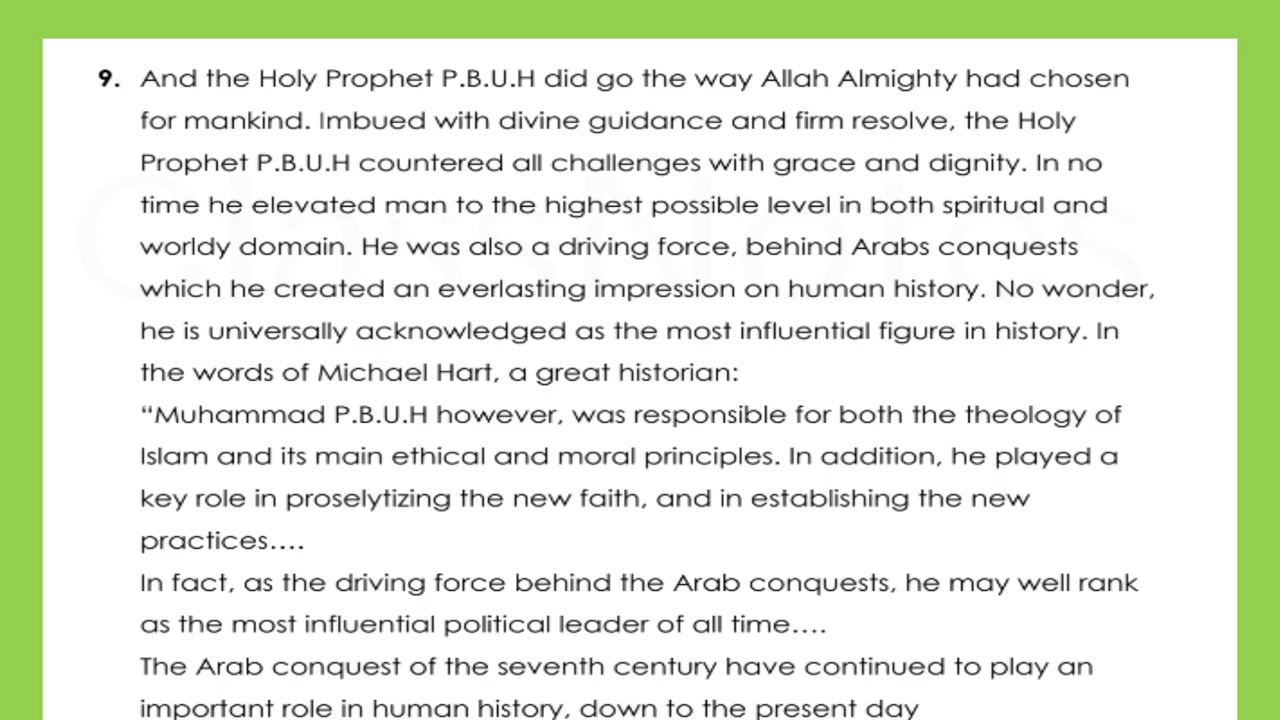 9. And the Holy Prophet P.B.U.H did go the way Allah Almighty had chosen
for mankind. Imbued with divine guidance and firm resolve, the Holy
Prophet P.B.U.H countered all challenges with grace and dignity. In no
time he elevated man to the highest possible level in both spiritual and
worldy domain. He was also a driving force, behind Arabs conquests
which he created an everlasting impression on human history. No wonder,
he is universally acknowledged as the most influential figure in history. In
the words of Michael Hart, a great historian:
“Muhammad P.B.U.H however, was responsible for both the theology of
Islam and its main ethical and moral principles. In addition, he played a
key role in proselytizing the new faith, and in establishing the new
practices....
In fact, as the driving force behind the Arab conquests, he may well rank
as the most influential political leader of all time....
The Arab conquest of the seventh century have continued to play an
important role in human history, down to the present day